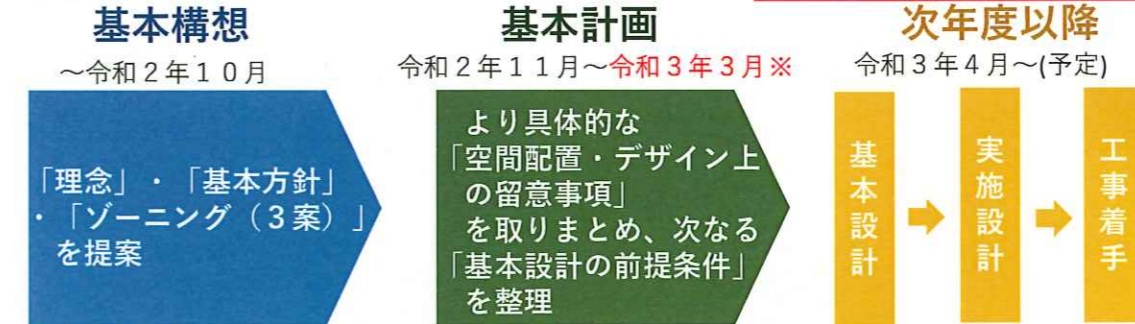 基本構想
～令和２年１０月
「理念」・「基本方針」
・「ゾーニング（３案）」
を提案
基本計画
令和２年１１月～令和３年３月※
より具体的な
「空間配置・デザイン上
の留意事項」
を取りまとめ、次なる
「基本設計の前提条件」
を整理
次年度以降
令和３年４月～(予定)
基本設計
実施設計
工事着手